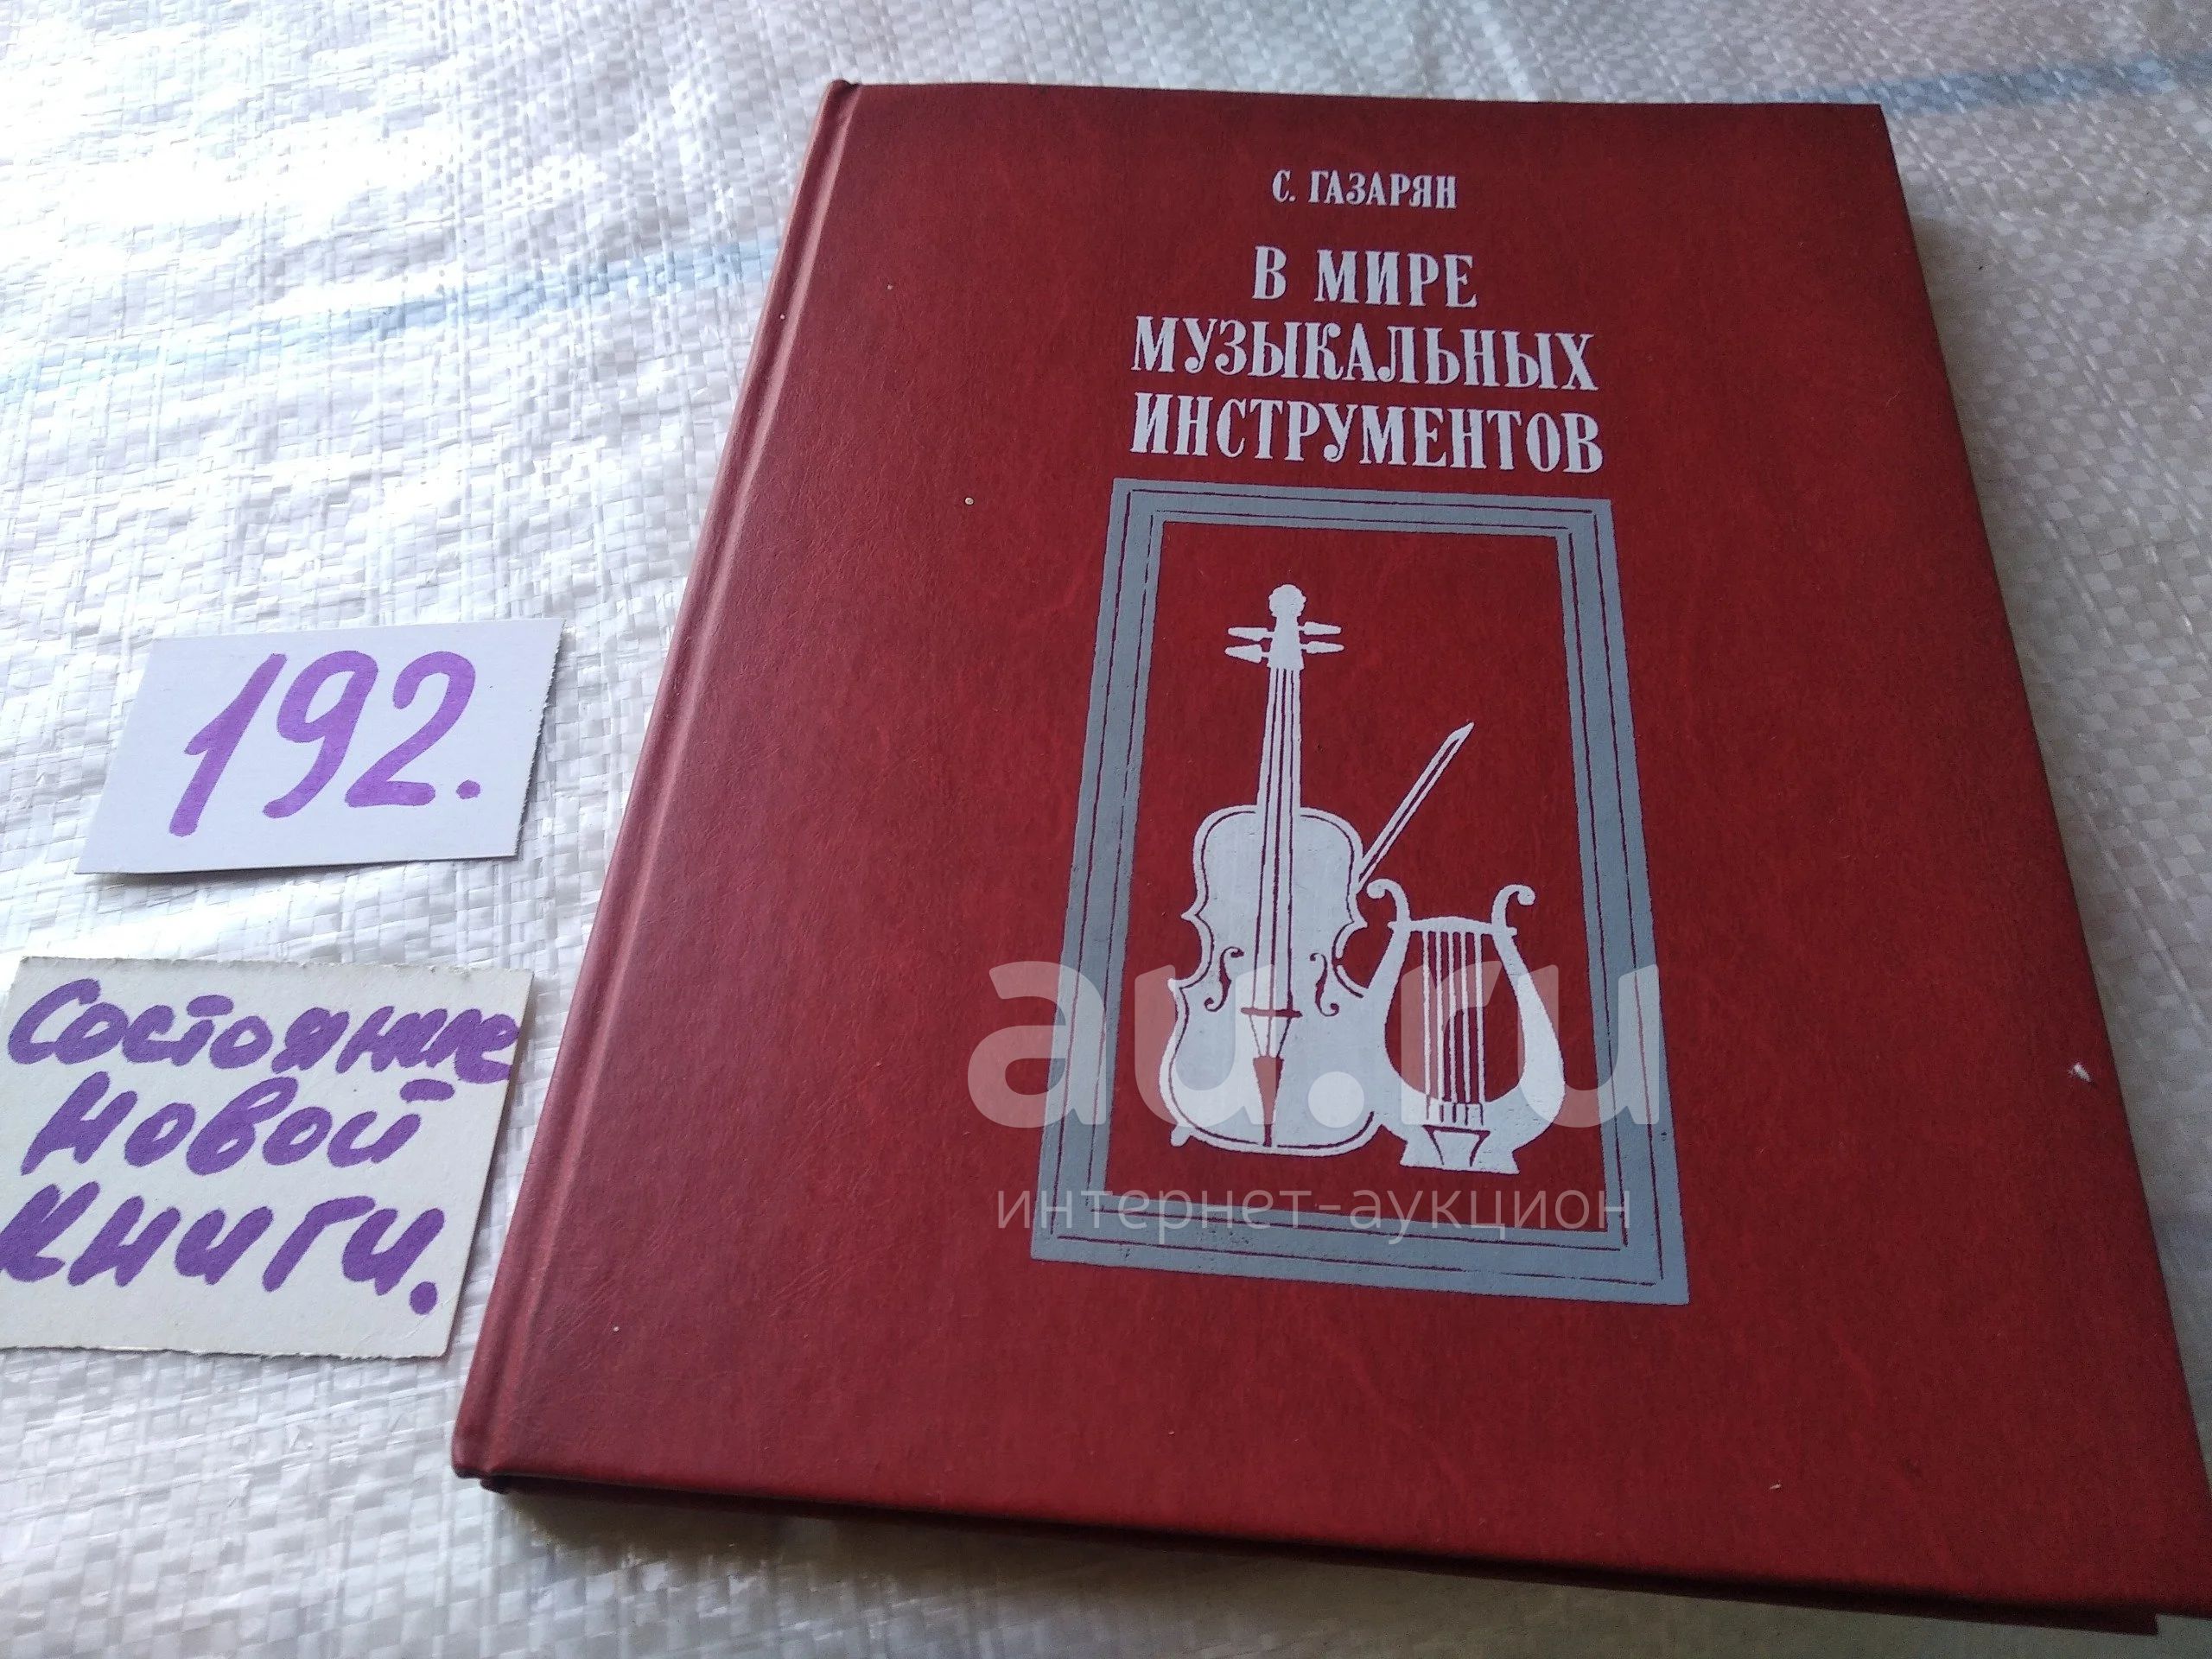 С. ГАЗАРЯН
В МИРЕ
МУЗЫКАЛЬНЫХ
ИНСТРУМЕНТОВ
192.
Состояние
новой
книги.
au.ru
интернет-аукцион